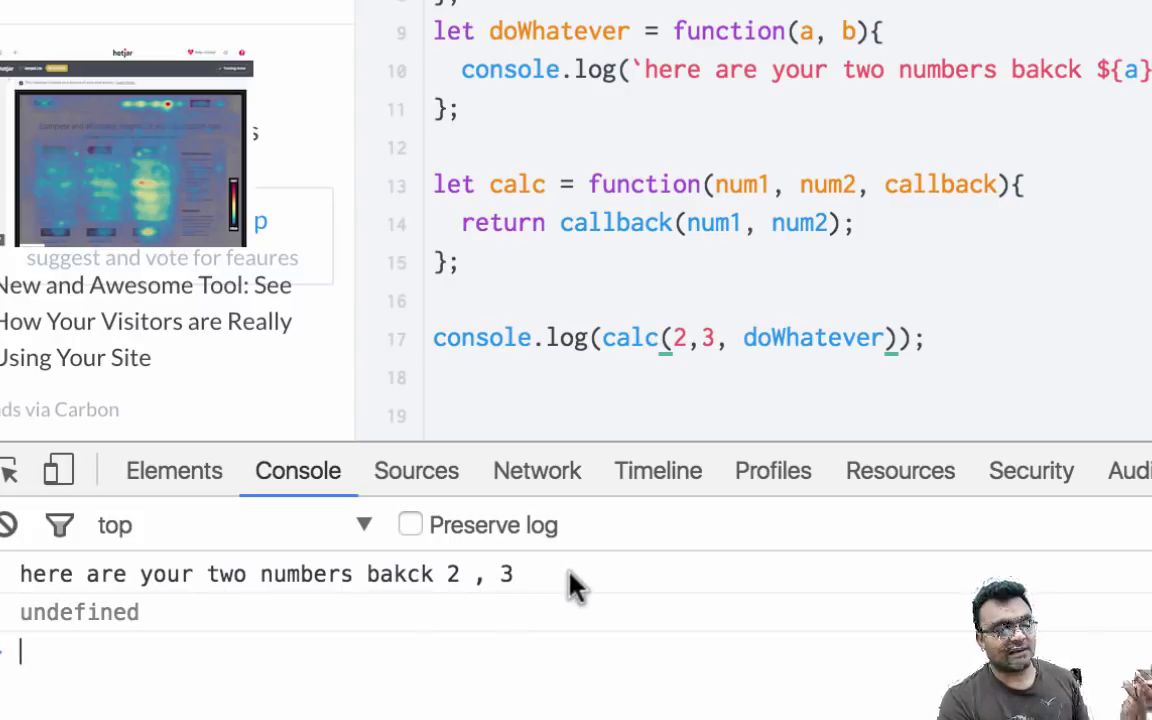 hotjar
s
p
suggest and vote for feaures
New and Awesome Tool: See
How Your Visitors are Really
Using Your Site
ads via Carbon
9 let doWhatever = function(a, b){
10 console.log(`here are your two numbers bakck ${a}
11 };
12
13 let calc = function(num1, num2, callback){
14 return callback(num1, num2);
15 };
16
17 console.log(calc(2,3, doWhatever));
18
19
Elements Console Sources Network Timeline Profiles Resources Security Audi
top Preserve log
here are your two numbers bakck 2 , 3
undefined